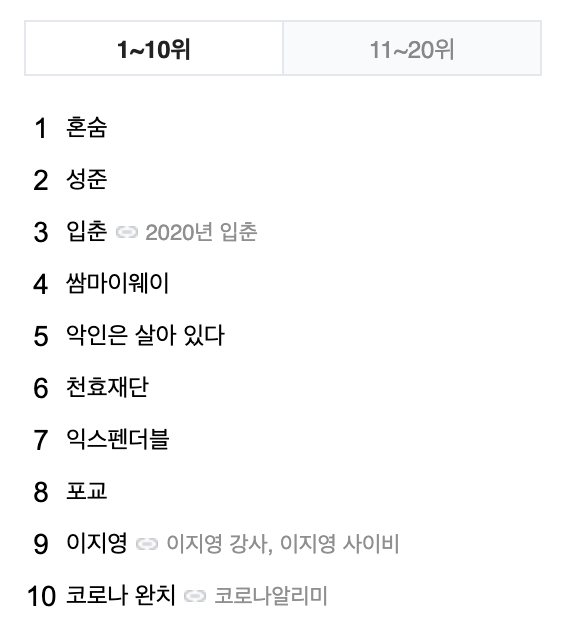 1~10위 11~20위
1 혼숨
2 성준
3 입춘 2020년 입춘
4 쌈마이웨이
5 악인은 살아 있다
6 천효재단
7 익스펜더블
8 포교
9 이지영 이지영 강사, 이지영 사이비
10 코로나 완치 코로나알리미